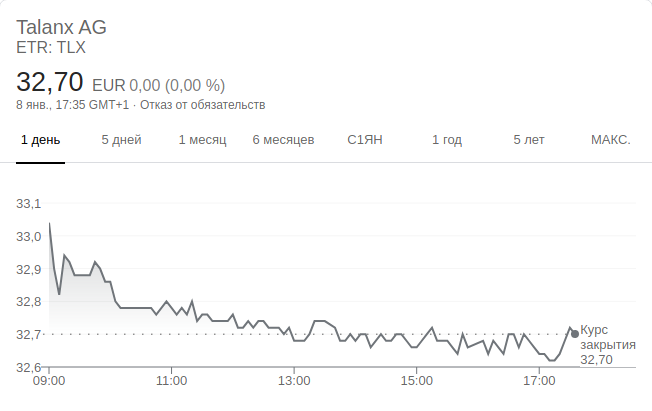 Talanx AG
ETR: TLX
32,70 EUR 0,00 (0,00 %)
8 янв., 17:35 GMT+1 · Отказ от обязательств
1 день 5 дней 1 месяц 6 месяцев С1ЯН 1 год 5 лет МАКС.
33,1
33,0
32,9
32,8
32,7
32,6
Курс
закрытия
32,70
09:00 11:00 13:00 15:00 17:00